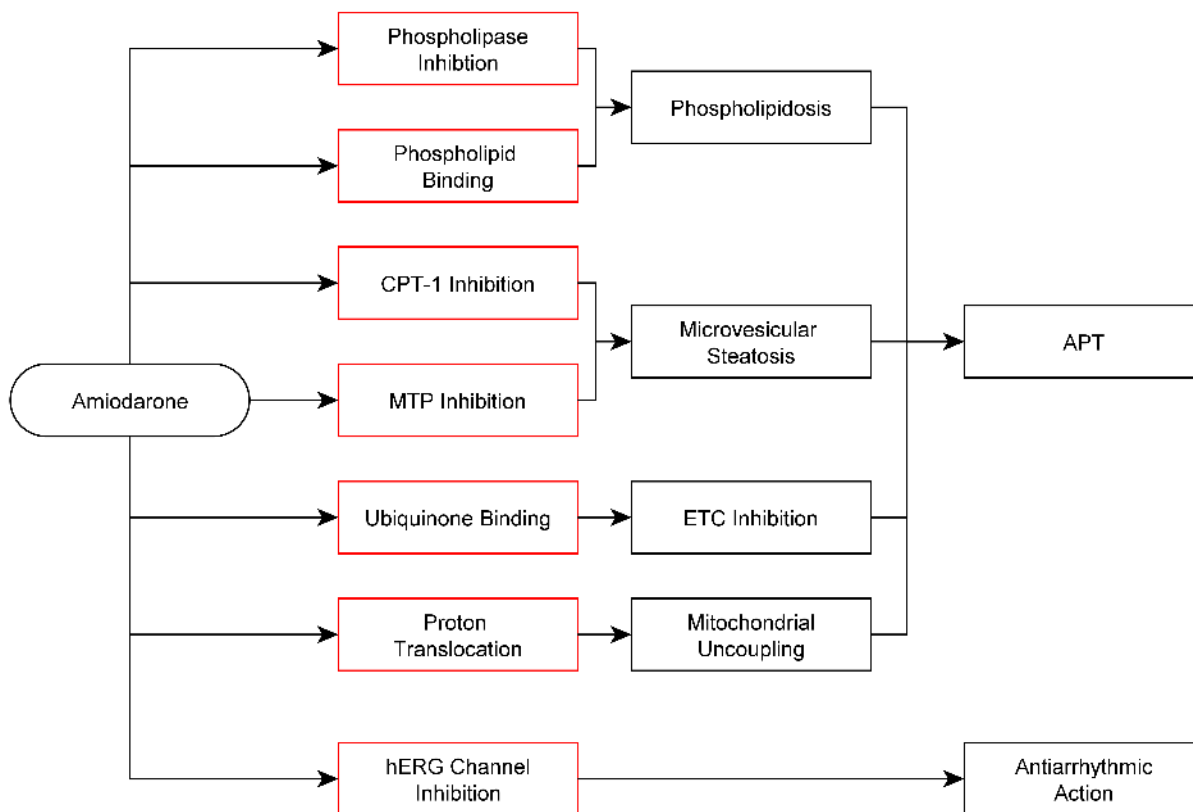 Phospholipase
Inhibtion
Phospholipidosis
Phospholipid
Binding
CPT-1 Inhibition
Microvesicular
Steatosis
APT
Amiodarone
MTP Inhibition
Ubiquinone Binding
ETC Inhibition
Proton
Translocation
Mitochondrial
Uncoupling
hERG Channel
Inhibition
Antiarrhythmic
Action